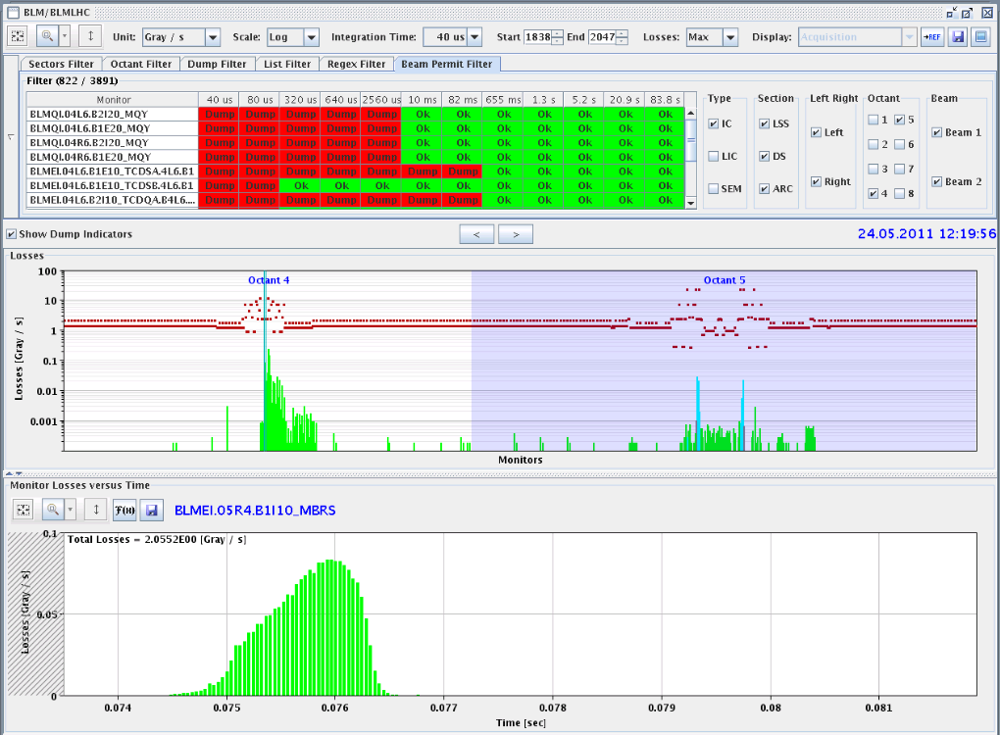 BLM/BLMLHC
Unit: Gray / s Scale: Log Integration Time: 40 us Start 1838 End 2047 Losses: Max Display: Acquisition →REF
Sectors Filter Octant Filter Dump Filter List Filter Regex Filter Beam Permit Filter
Filter (822 / 3891)
Monitor 40 us 80 us 320 us 640 us 2560 us 10 ms 82 ms 655 ms 1.3 s 5.2 s 20.9 s 83.8 s
BLMQI.04L6.B2I20_MQY Dump Dump Dump Dump Dump Ok Ok Ok Ok Ok Ok Ok
BLMQI.04L6.B1E20_MQY Dump Dump Dump Dump Dump Ok Ok Ok Ok Ok Ok Ok
BLMQI.04R6.B2I20_MQY Dump Dump Dump Dump Dump Ok Ok Ok Ok Ok Ok Ok
BLMQI.04R6.B1E20_MQY Dump Dump Dump Dump Dump Ok Ok Ok Ok Ok Ok Ok
BLMEI.04L6.B1E10_TCDSA.4L6.B1 Dump Dump Dump Dump Dump Dump Dump Ok Ok Ok Ok Ok
BLMEI.04L6.B1E10_TCDSB.4L6.B1 Dump Dump Ok Ok Ok Ok Ok Ok Ok Ok Ok Ok
BLMEI.04L6.B2I10_TCDQA.B4L6.... Dump Dump Dump Dump Dump Dump Dump Ok Ok Ok Ok Ok
Type Section Left Right Octant Beam
IC LSS Left 1 5 Beam 1
LIC DS 2 6
3 7
SEM ARC Right 4 8 Beam 2
Show Dump Indicators < > 24.05.2011 12:19:56
Losses
Losses [Gray / s]
100
10
1
0.1
0.01
0.001
Octant 4 Octant 5
Monitors
Monitor Losses versus Time
F(x) BLMEI.05R4.B1I10_MBRS
Total Losses = 2.0552E00 [Gray / s]
Losses [Gray / s]
0.1
0.05
0
0.074 0.075 0.076 0.077 0.078 0.079 0.08 0.081
Time [sec]